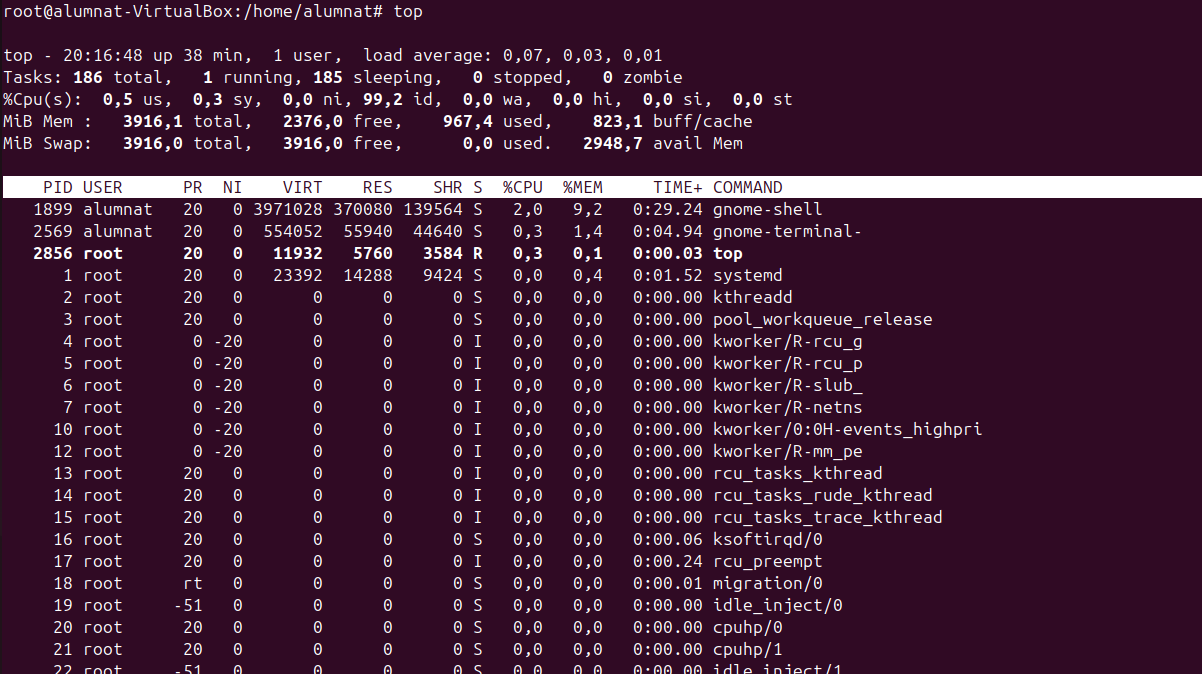 root@alumnat-VirtualBox:/home/alumnat# top
top - 20:16:48 up 38 min,  1 user,  load average: 0,07, 0,03, 0,01
Tasks: 186 total,   1 running, 185 sleeping,   0 stopped,   0 zombie
%Cpu(s):  0,5 us,  0,3 sy,  0,0 ni, 99,2 id,  0,0 wa,  0,0 hi,  0,0 si,  0,0 st
MiB Mem :   3916,1 total,   2376,0 free,    967,4 used,    823,1 buff/cache
MiB Swap:   3916,0 total,   3916,0 free,      0,0 used.   2948,7 avail Mem
    PID USER      PR  NI    VIRT    RES    SHR S  %CPU  %MEM     TIME+ COMMAND
   1899 alumnat   20   0 3971028 370080 139564 S   2,0   9,2   0:29.24 gnome-shell
   2569 alumnat   20   0  554052  55940  44640 S   0,3   1,4   0:04.94 gnome-terminal-
   2856 root      20   0   11932   5760   3584 R   0,3   0,1   0:00.03 top
      1 root      20   0   23392  14288   9424 S   0,0   0,4   0:01.52 systemd
      2 root      20   0       0      0      0 S   0,0   0,0   0:00.00 kthreadd
      3 root      20   0       0      0      0 S   0,0   0,0   0:00.00 pool_workqueue_release
      4 root       0 -20       0      0      0 I   0,0   0,0   0:00.00 kworker/R-rcu_g
      5 root       0 -20       0      0      0 I   0,0   0,0   0:00.00 kworker/R-rcu_p
      6 root       0 -20       0      0      0 I   0,0   0,0   0:00.00 kworker/R-slub_
      7 root       0 -20       0      0      0 I   0,0   0,0   0:00.00 kworker/R-netns
     10 root       0 -20       0      0      0 I   0,0   0,0   0:00.00 kworker/0:0H-events_highpri
     12 root       0 -20       0      0      0 I   0,0   0,0   0:00.00 kworker/R-mm_pe
     13 root      20   0       0      0      0 I   0,0   0,0   0:00.00 rcu_tasks_kthread
     14 root      20   0       0      0      0 I   0,0   0,0   0:00.00 rcu_tasks_rude_kthread
     15 root      20   0       0      0      0 I   0,0   0,0   0:00.00 rcu_tasks_trace_kthread
     16 root      20   0       0      0      0 S   0,0   0,0   0:00.06 ksoftirqd/0
     17 root      20   0       0      0      0 I   0,0   0,0   0:00.24 rcu_preempt
     18 root      rt   0       0      0      0 S   0,0   0,0   0:00.01 migration/0
     19 root     -51   0       0      0      0 S   0,0   0,0   0:00.00 idle_inject/0
     20 root      20   0       0      0      0 S   0,0   0,0   0:00.00 cpuhp/0
     21 root      20   0       0      0      0 S   0,0   0,0   0:00.00 cpuhp/1
     22 root     -51   0       0      0      0 S   0,0   0,0   0:00.00 idle_inject/1